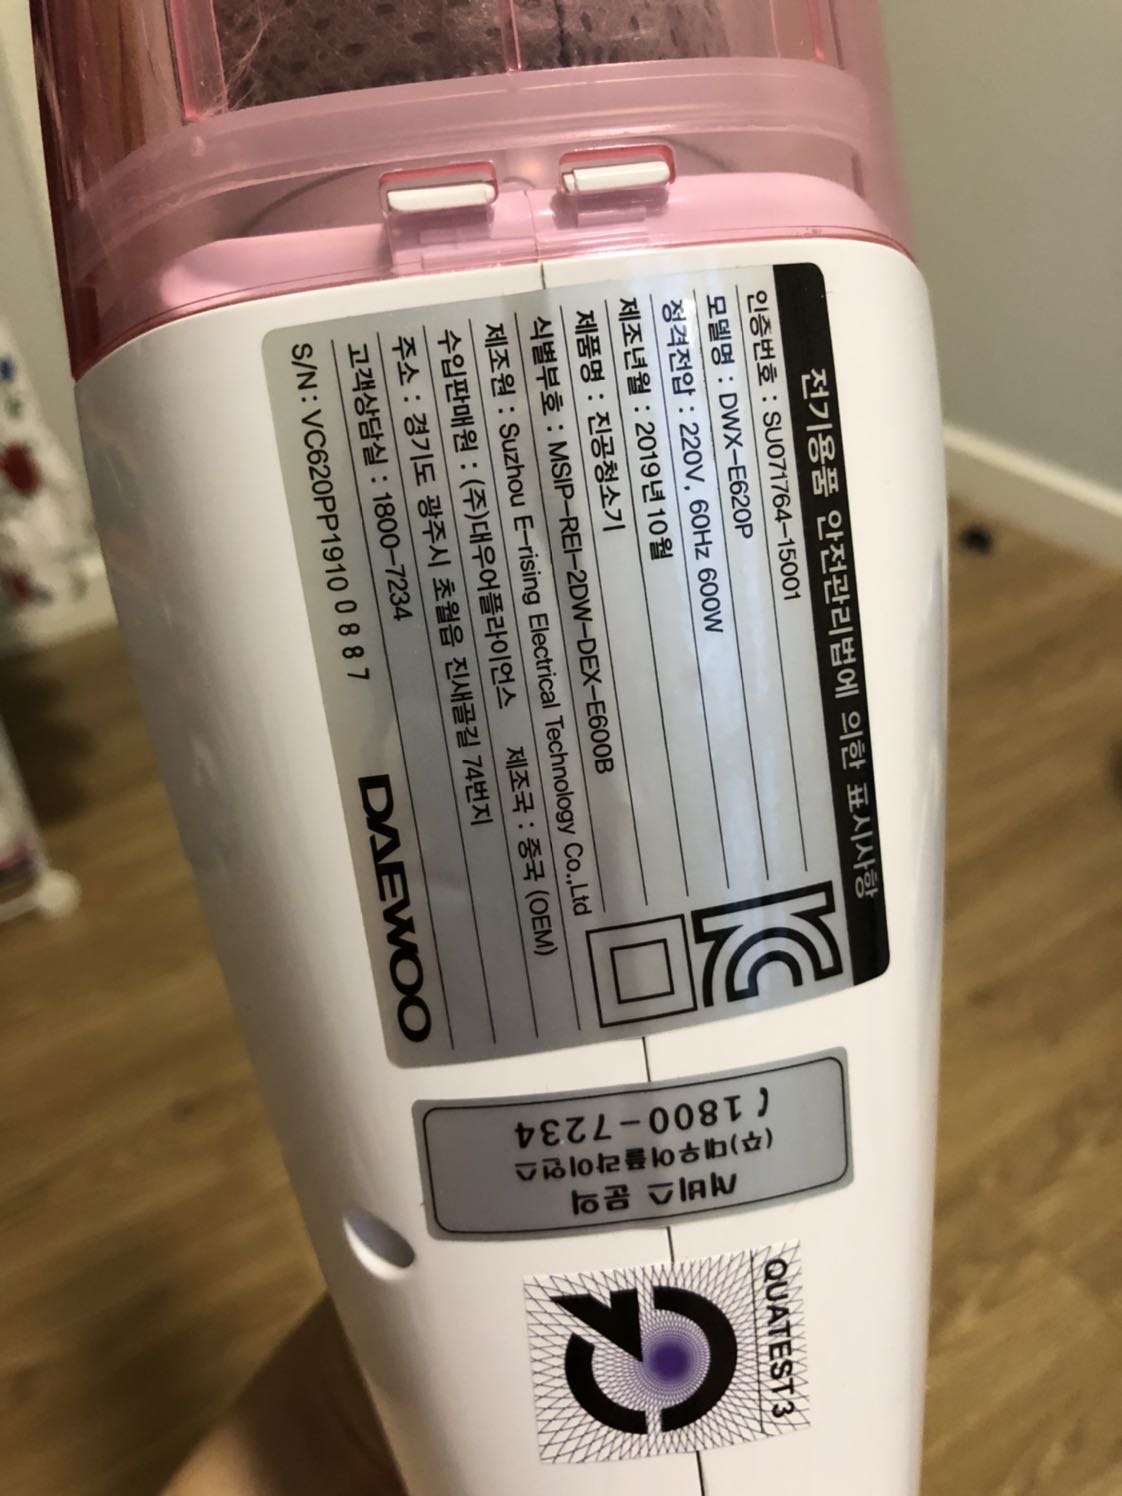 전기용품 안전관리법에 의한 표시사항
인증번호 : SU071764-15001
모델명 : DWX-E620P
정격전압 : 220V, 60Hz 600W
제조년월 : 2019년10월
제품명 : 진공청소기
식별부호 : MSIP-REI-2DW-DEX-E600B
제조원 : Suzhou E-rising Electrical Technology Co.,Ltd
수입판매원 : (주)대우어플라이언스 제조국 : 중국 (OEM)
주소 : 경기도 광주시 초월읍 진새골길 74번지
고객상담실 : 1800-7234
S/N : VC620PP1910 0887
DAEWOO
서비스 문의
(주)대우어플라이언스
1800-7234
QUATEST3